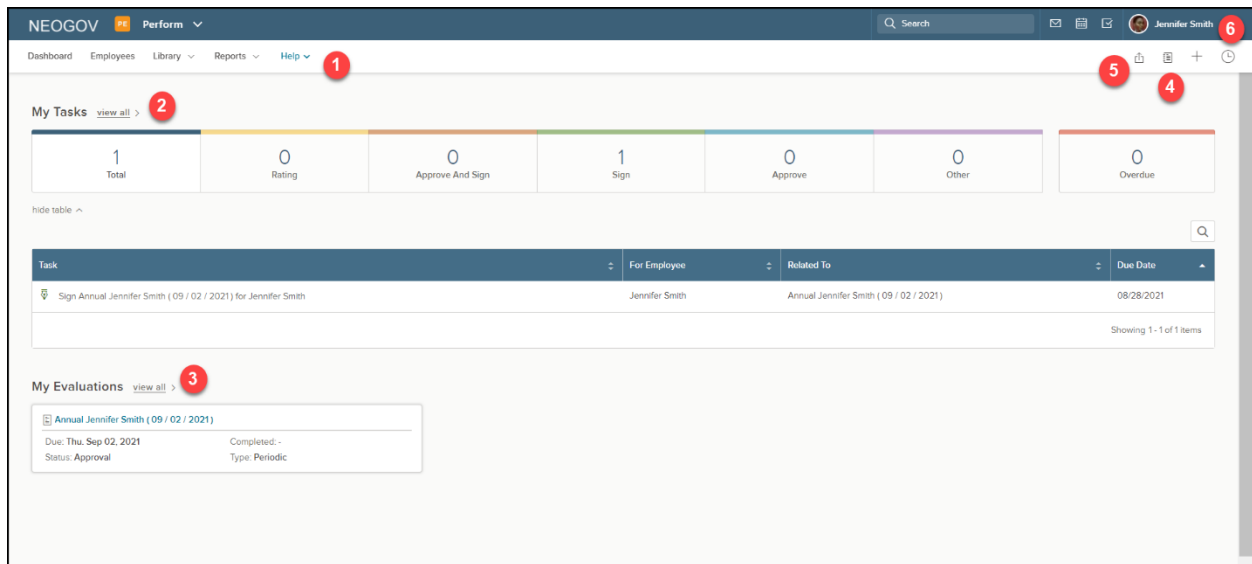 NEOGOV PE Perform Search Jennifer Smith 6
Dashboard Employees Library Reports Help 1 5 4
My Tasks view all > 2
1 0 0 1 0 0 0
Total Rating Approve And Sign Sign Approve Other Overdue
hide table
Task For Employee Related To Due Date
Sign Annual Jennifer Smith ( 09 / 02 / 2021 ) for Jennifer Smith Jennifer Smith Annual Jennifer Smith ( 09 / 02 / 2021 ) 08/28/2021
Showing 1 - 1 of 1 items
My Evaluations view all > 3
Annual Jennifer Smith ( 09 / 02 / 2021 )
Due: Thu. Sep 02, 2021 Completed: -
Status: Approval Type: Periodic